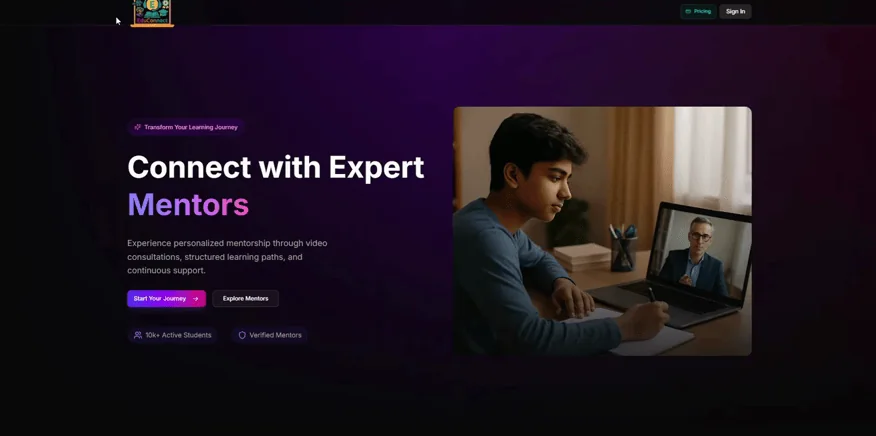 EduConnect
Pricing
Sign In
Transform Your Learning Journey
Connect with Expert
Mentors
Experience personalized mentorship through video
consultations, structured learning paths, and
continuous support.
Start Your Journey →
Explore Mentors
10k+ Active Students
Verified Mentors